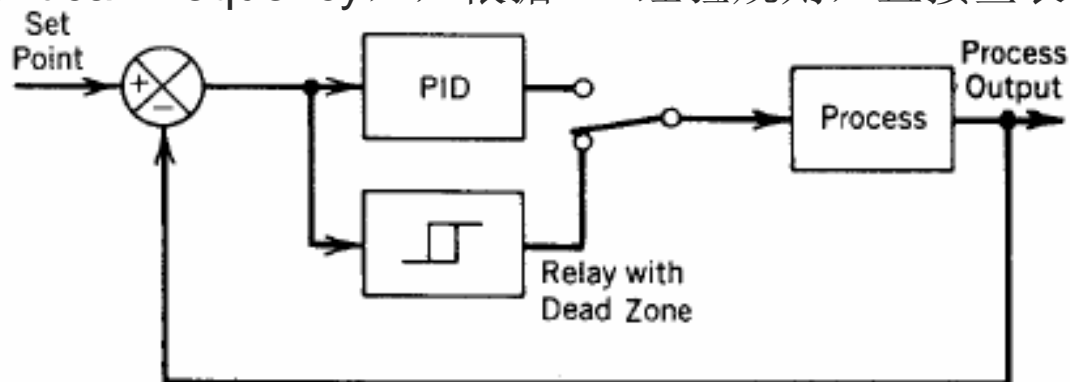 Set
Point
+
−
PID
Process
Process
Output
Relay with
Dead Zone